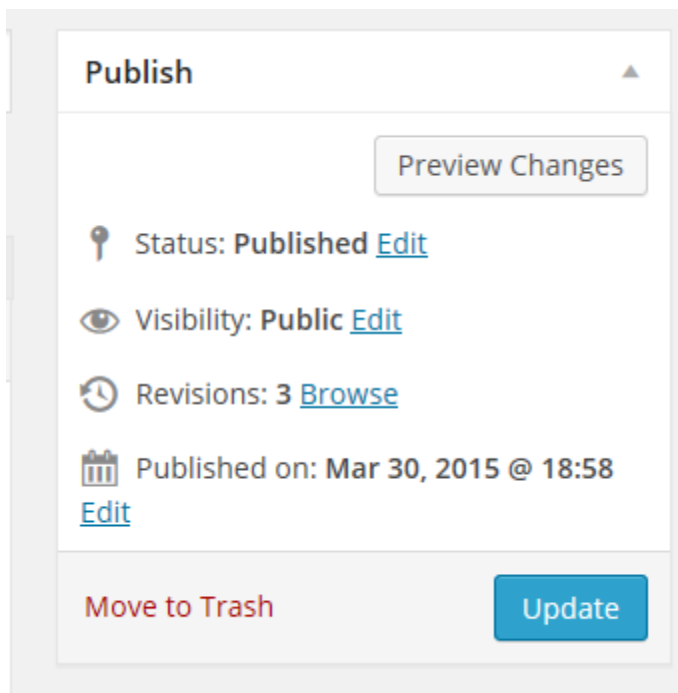 Publish
Preview Changes
Status: Published Edit
Visibility: Public Edit
Revisions: 3 Browse
Published on: Mar 30, 2015 @ 18:58
Edit
Move to Trash
Update